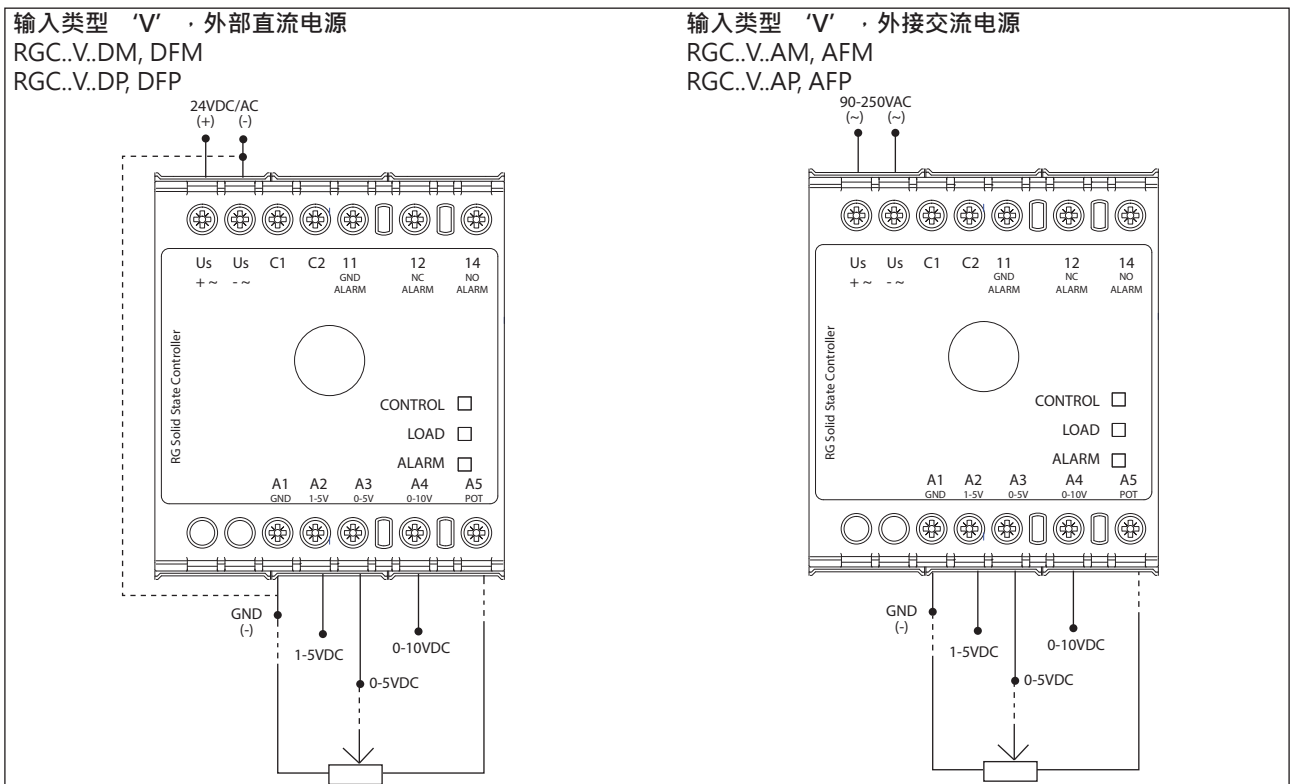 输入类型 ‘V’ ，外部直流电源
RGC..V..DM, DFM
RGC..V..DP, DFP
24VDC/AC
(+) (-)
Us Us C1 C2 11 12 14
+ ~ - ~ GND NC NO
ALARM ALARM ALARM
RG Solid State Controller
CONTROL
LOAD
ALARM
A1 A2 A3 A4 A5
GND 1-5V 0-5V 0-10V POT
GND
(-)
1-5VDC
0-10VDC
0-5VDC
输入类型 ‘V’ ，外接交流电源
RGC..V..AM, AFM
RGC..V..AP, AFP
90-250VAC
(~) (~)
Us Us C1 C2 11 12 14
+ ~ - ~ GND NC NO
ALARM ALARM ALARM
RG Solid State Controller
CONTROL
LOAD
ALARM
A1 A2 A3 A4 A5
GND 1-5V 0-5V 0-10V POT
GND
(-)
1-5VDC
0-10VDC
0-5VDC